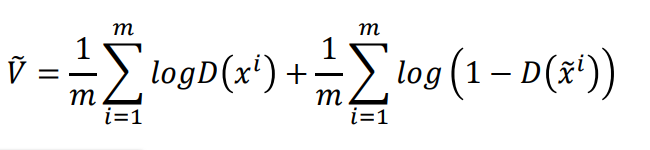 Ṽ = 1/m ∑_{i=1}^{m} logD(x^i) + 1/m ∑_{i=1}^{m} log(1 − D(x̃^i))